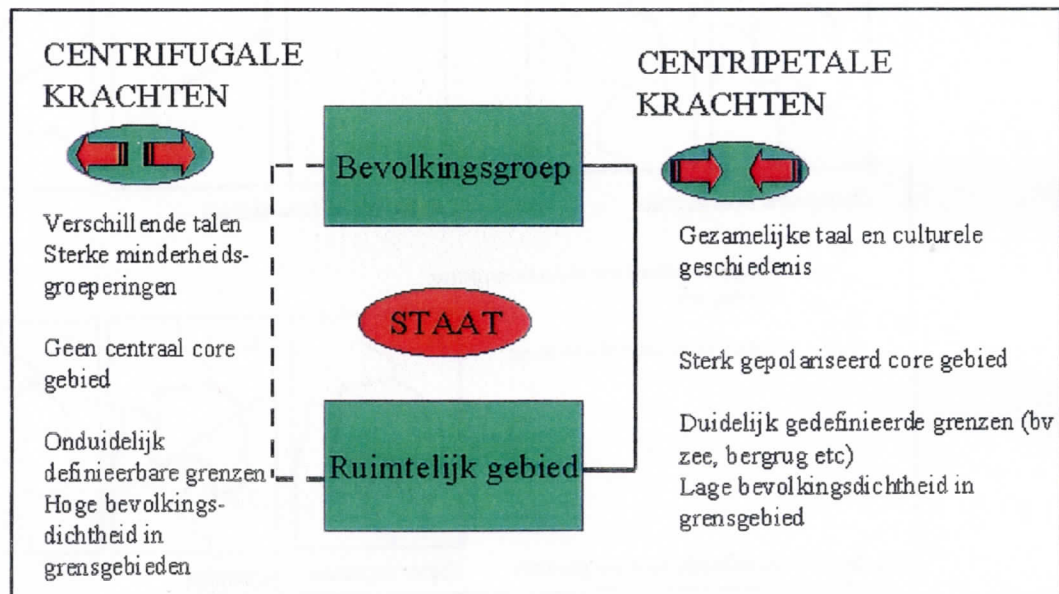 CENTRIFUGALE
KRACHTEN
Verschillende talen
Sterke minderheids-
groeperingen
Geen centraal core
gebied
Onduidelijk
definieerbare grenzen
Hoge bevolkings-
dichtheid in
grensgebieden
Bevolkingsgroep
STAAT
Ruimtelijk gebied
CENTRIPETALE
KRACHTEN
Gezamelijke taal en culturele
geschiedenis
Sterk gepolariseerd core gebied
Duidelijk gedefinieerde grenzen (bv
zee, bergrug etc)
Lage bevolkingsdichtheid in
grensgebied